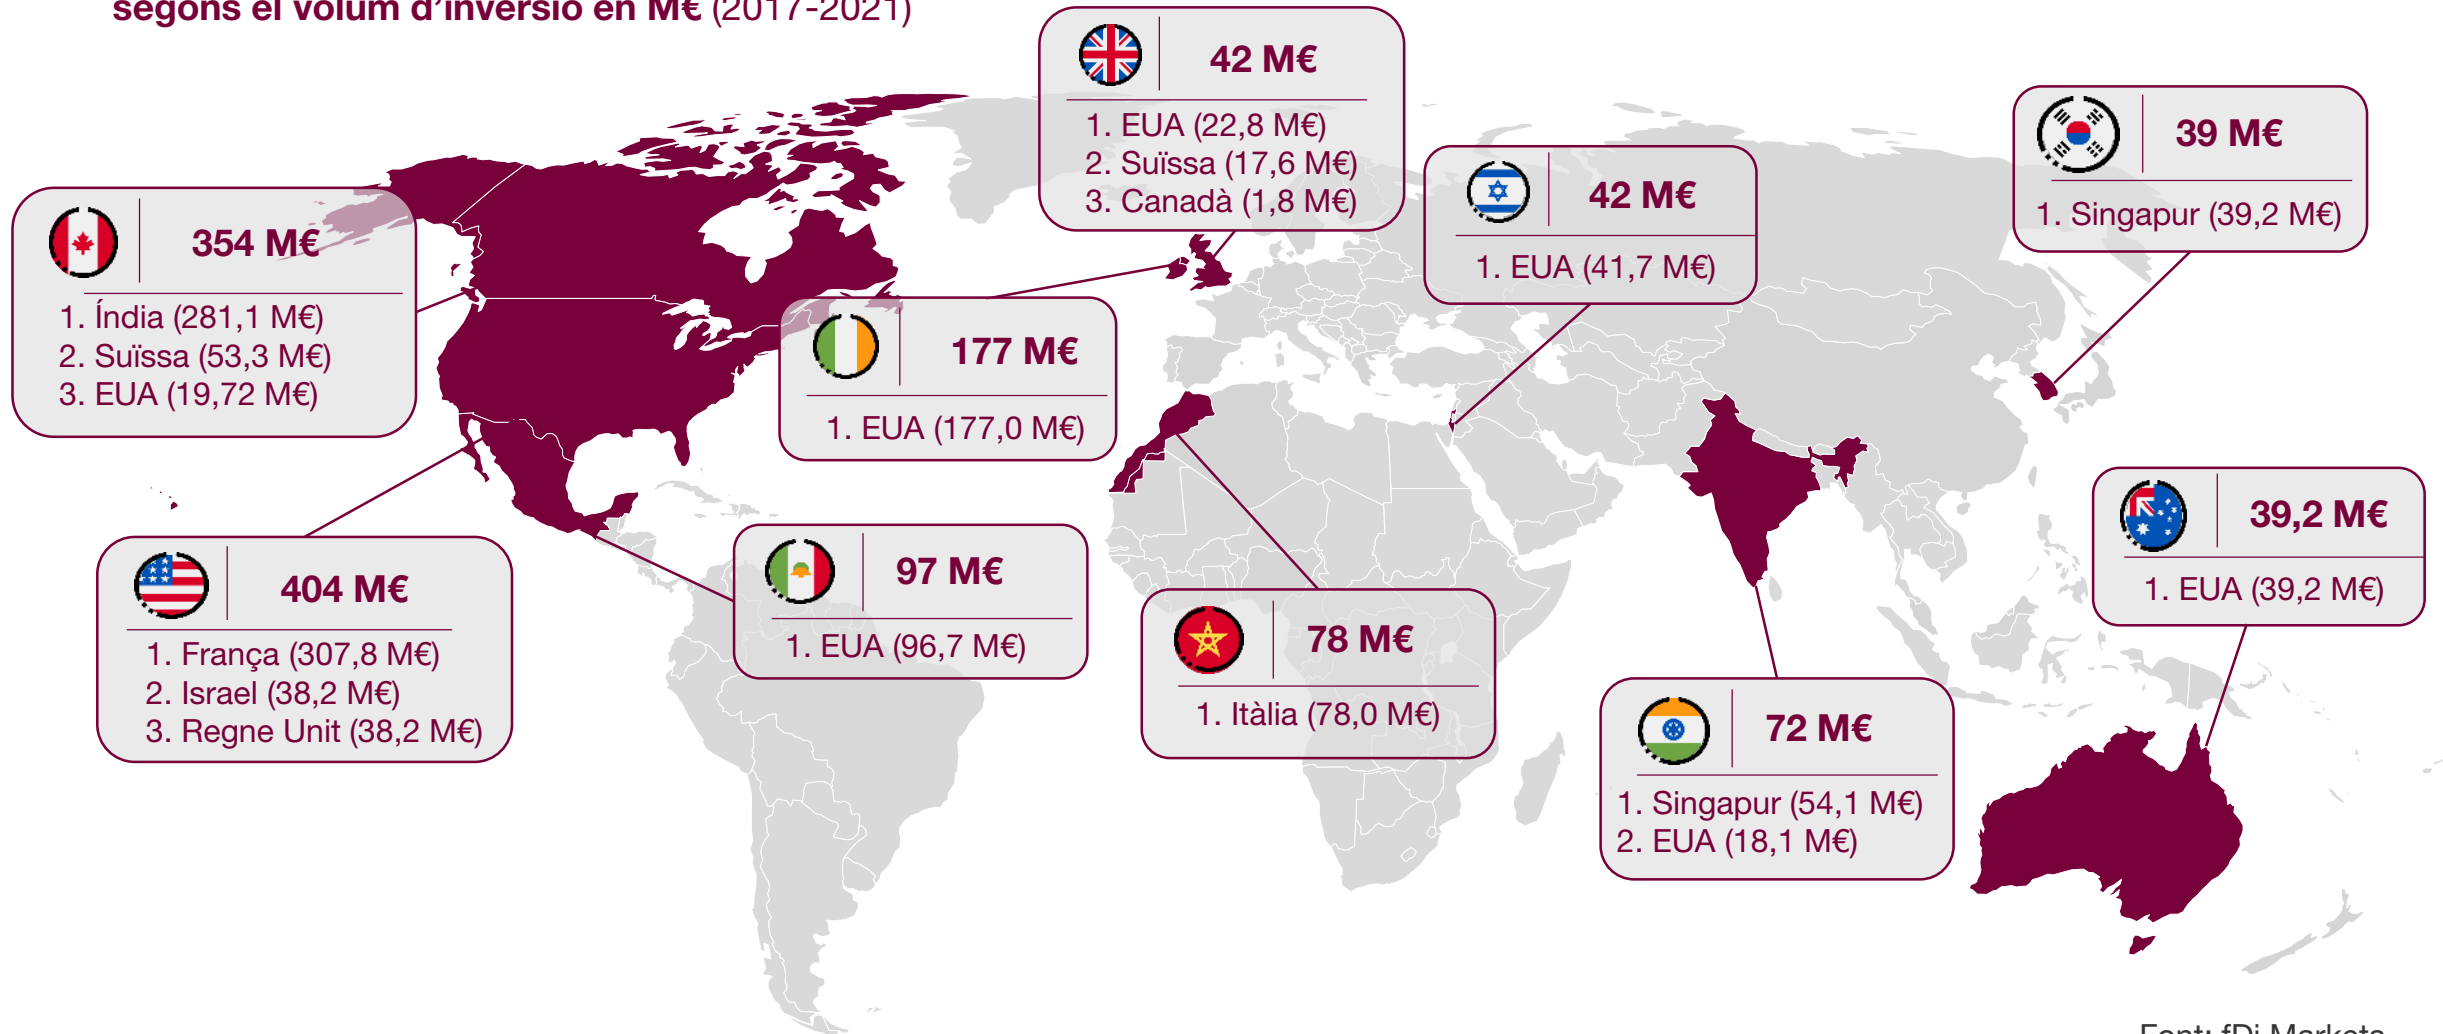 segons el volum d’inversió en M€ (2017-2021)
42 M€
1. EUA (22,8 M€)
2. Suïssa (17,6 M€)
3. Canadà (1,8 M€)
39 M€
1. Singapur (39,2 M€)
42 M€
1. EUA (41,7 M€)
354 M€
1. Índia (281,1 M€)
2. Suïssa (53,3 M€)
3. EUA (19,72 M€)
177 M€
1. EUA (177,0 M€)
39,2 M€
1. EUA (39,2 M€)
404 M€
1. França (307,8 M€)
2. Israel (38,2 M€)
3. Regne Unit (38,2 M€)
97 M€
1. EUA (96,7 M€)
78 M€
1. Itàlia (78,0 M€)
72 M€
1. Singapur (54,1 M€)
2. EUA (18,1 M€)
Font: fDi Markets